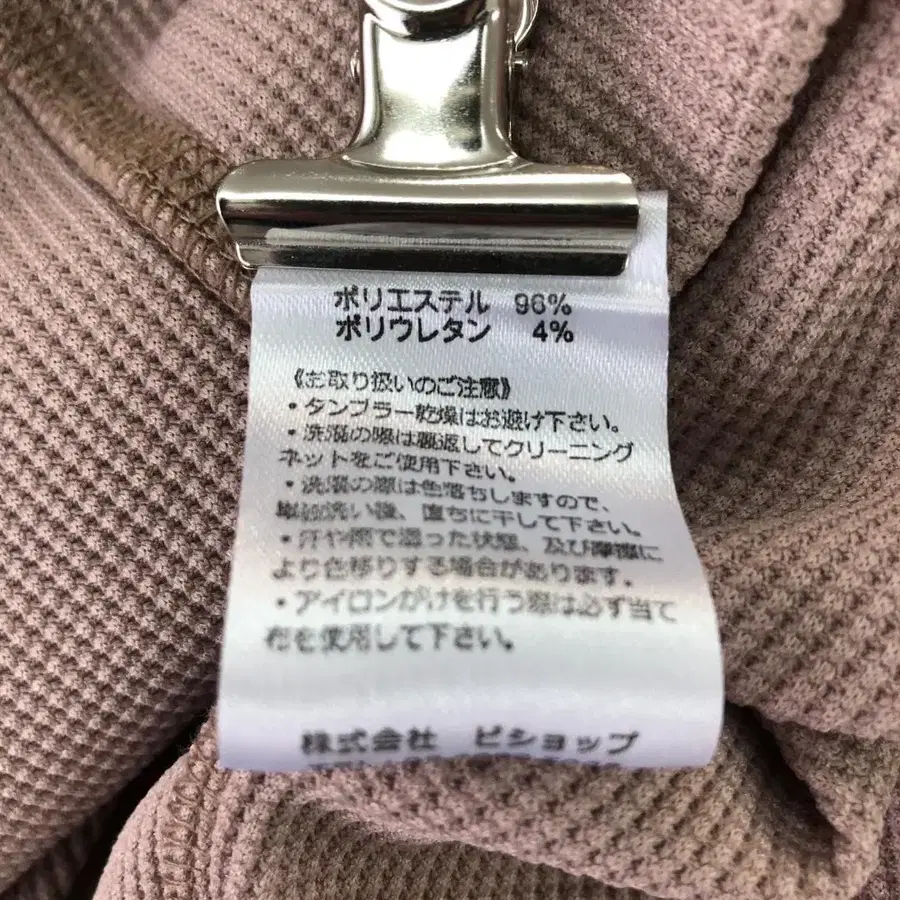 ポリエステル 96%
ポリウレタン 4%
《お取り扱いのご注意》
・タンブラー乾燥はお避け下さい。
・洗濯の際は裏返してクリーニング
ネットをご使用下さい。
・洗濯の際は色落ちしますので、
単独洗い後、直ちに干して下さい。
・汗や雨で湿った状態、及び摩擦に
より色移りする場合があります。
・アイロンがけを行う際は必ず当て
布を使用して下さい。
株式会社 ビショップ